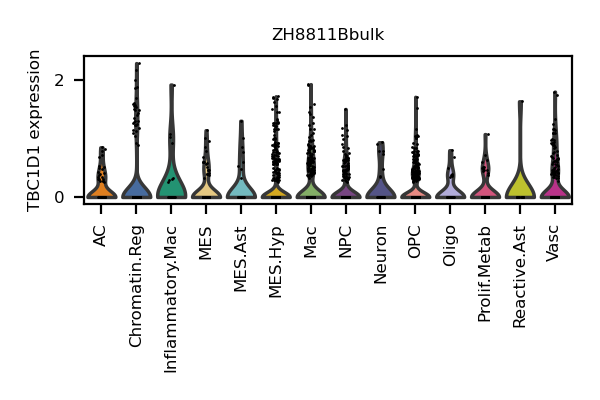 ZH8811Bbulk
TBC1D1 expression
2
0
AC
Chromatin.Reg
Inflammatory.Mac
MES
MES.Ast
MES.Hyp
Mac
NPC
Neuron
OPC
Oligo
Prolif.Metab
Reactive.Ast
Vasc